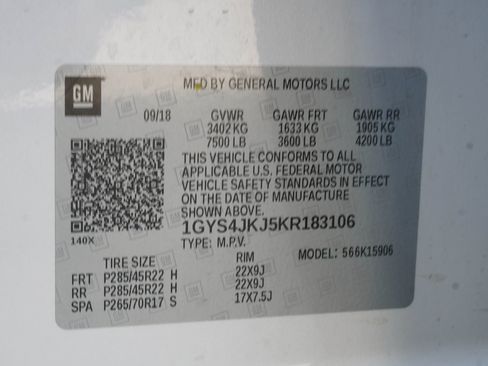 GM
MFD BY GENERAL MOTORS LLC
09/18 GVWR GAWR FRT GAWR RR
3402 KG 1633 KG 1905 KG
7500 LB 3600 LB 4200 LB
THIS VEHICLE CONFORMS TO ALL
APPLICABLE U.S. FEDERAL MOTOR
VEHICLE SAFETY STANDARDS IN EFFECT
ON THE DATE OF MANUFACTURE
SHOWN ABOVE.
140X 1GYS4JKJ5KR183106
TYPE: M.P.V. MODEL: 566K15906
TIRE SIZE RIM
FRT P285/45R22 H 22X9J
RR P285/45R22 H 22X9J
SPA P265/70R17 S 17X7.5J